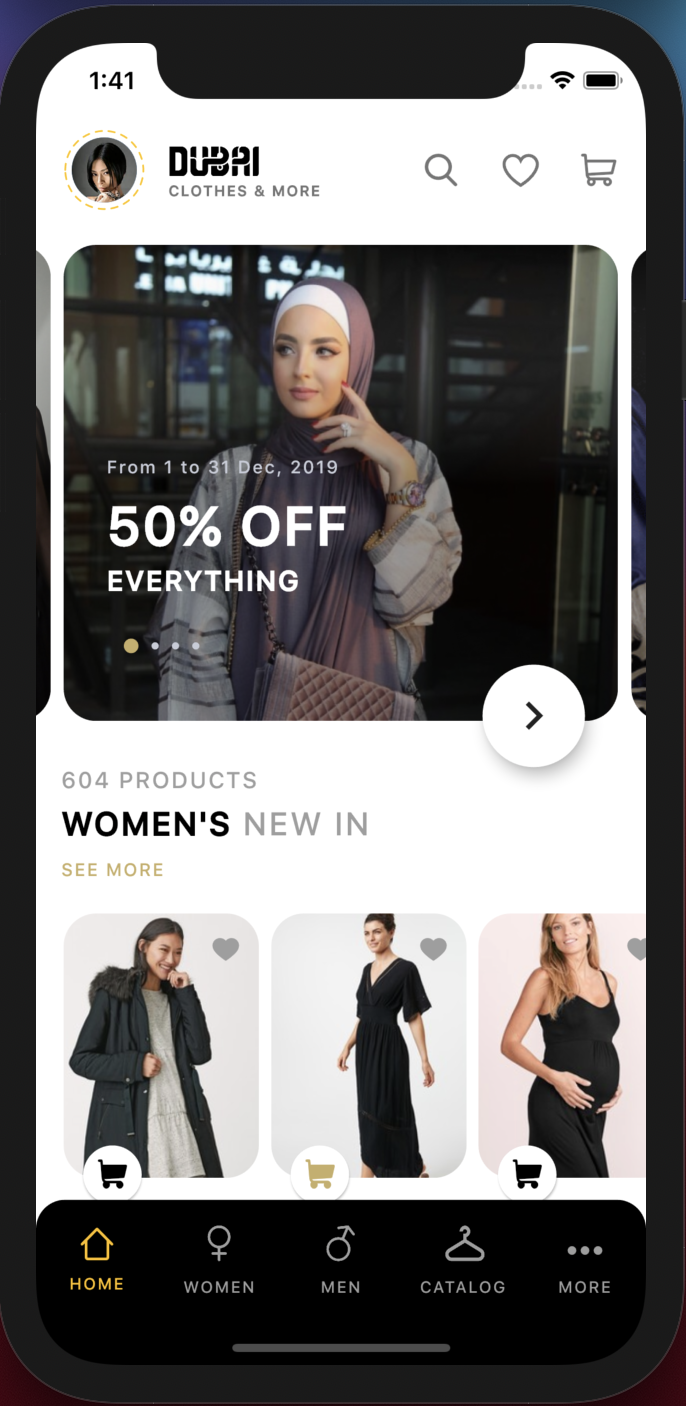 1:41
DUBAI
CLOTHES & MORE
From 1 to 31 Dec, 2019
50% OFF
EVERYTHING
604 PRODUCTS
WOMEN'S NEW IN
SEE MORE
HOME
WOMEN
MEN
CATALOG
MORE